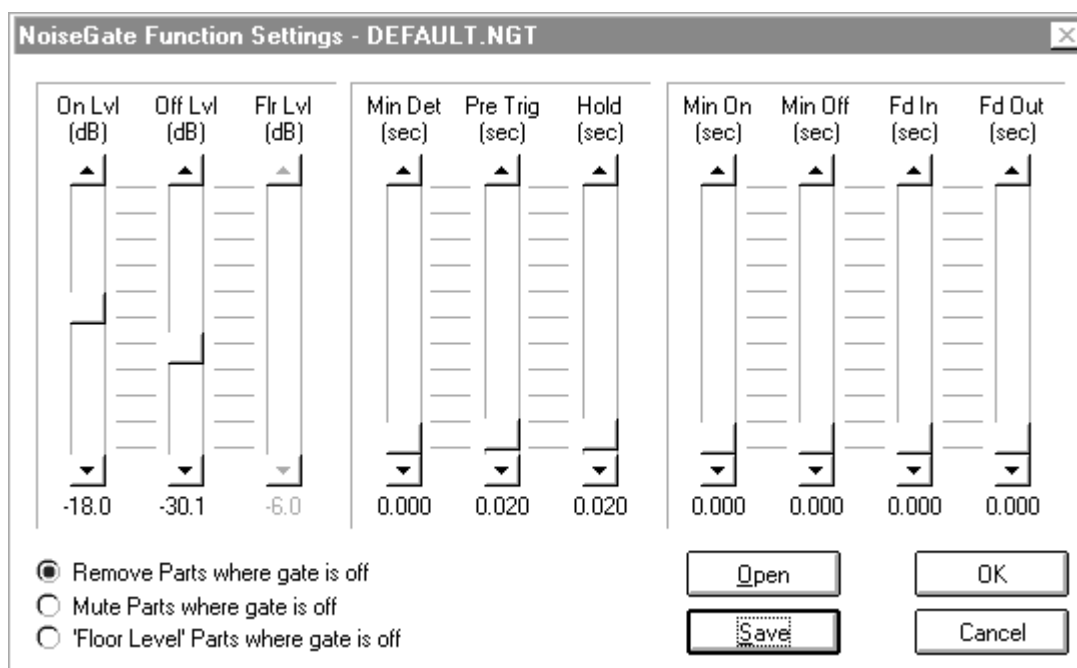 NoiseGate Function Settings - DEFAULT.NGT
On Lvl Off Lvl Flr Lvl Min Det Pre Trig Hold Min On Min Off Fd In Fd Out
(dB) (dB) (dB) (sec) (sec) (sec) (sec) (sec) (sec) (sec)
-18.0 -30.1 -6.0 0.000 0.020 0.020 0.000 0.000 0.000 0.000
Remove Parts where gate is off
Mute Parts where gate is off
'Floor Level' Parts where gate is off
Open OK
Save Cancel